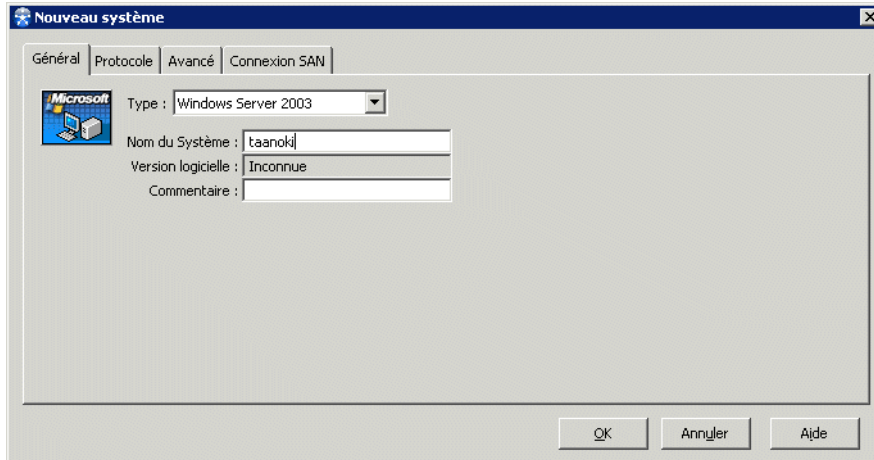 Nouveau système
Général Protocole Avancé Connexion SAN
Microsoft
Type : Windows Server 2003
Nom du Système : taanoki
Version logicielle : Inconnue
Commentaire :
OK Annuler Aide